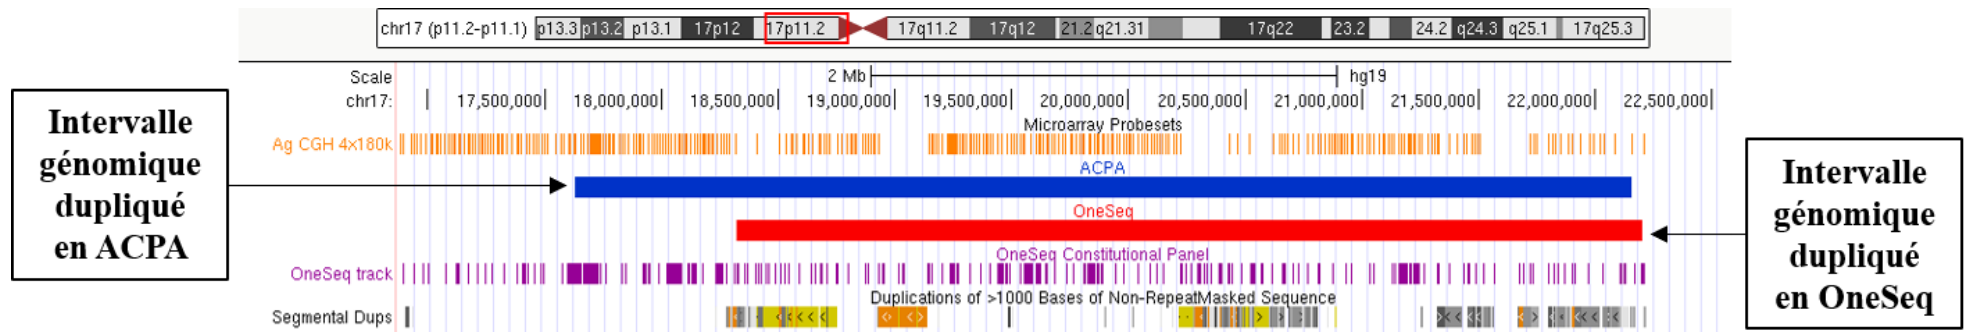 chr17 (p11.2-p11.1) p13.3 p13.2 p13.1 17p12 17p11.2 17q11.2 17q12 21.2 q21.31 17q22 23.2 24.2 q24.3 q25.1 17q25.3
Scale 2 Mb hg19
chr17: 17,500,000 18,000,000 18,500,000 19,000,000 19,500,000 20,000,000 20,500,000 21,000,000 21,500,000 22,000,000 22,500,000
Microarray Probesets
Ag CGH 4x180k
ACPA
OneSeq
OneSeq Constitutional Panel
OneSeq track
Duplications of >1000 Bases of Non-RepeatMasked Sequence
Segmental Dups
Intervalle
génomique
dupliqué
en ACPA
Intervalle
génomique
dupliqué
en OneSeq